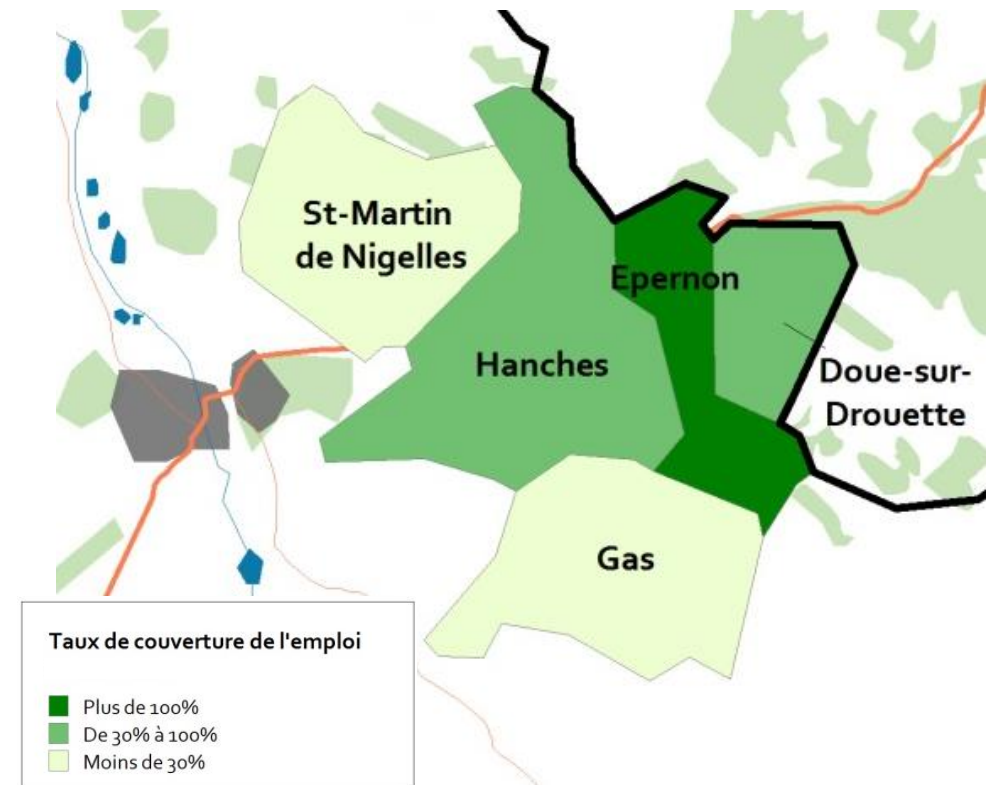 St-Martin
de Nigelles
Epernon
Hanches
Doue-sur-
Drouette
Gas
Taux de couverture de l'emploi
Plus de 100%
De 30% à 100%
Moins de 30%